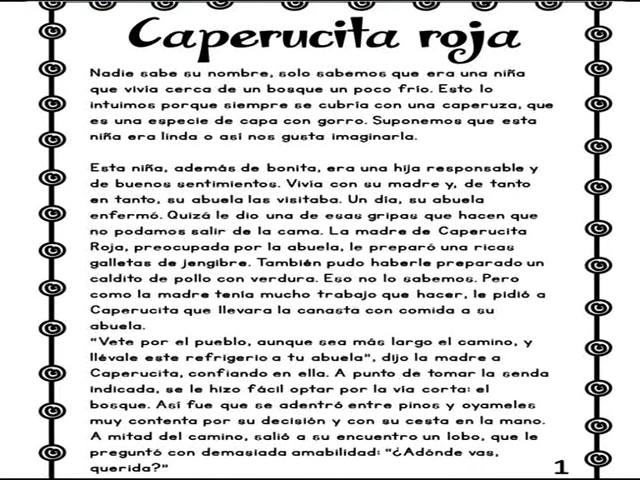 Caperucita roja
Nadie sabe su nombre, solo sabemos que era una niña
que vivía cerca de un bosque un poco frío. Esto lo
intuimos porque siempre se cubría con una caperuza, que
es una especie de capa con gorro. Suponemos que esta
niña era linda o así nos gusta imaginarla.
Esta niña, además de bonita, era una hija responsable y
de buenos sentimientos. Vivía con su madre y, de tanto
en tanto, su abuela las visitaba. Un día, su abuela
enfermó. Quizá le dio una de esas gripas que hacen que
no podamos salir de la cama. La madre de Caperucita
Roja, preocupada por la abuela, le preparó una ricas
galletas de jengibre. También pudo haberle preparado un
caldito de pollo con verdura. Eso no lo sabemos. Pero
como la madre tenía mucho trabajo que hacer, le pidió a
Caperucita que llevara la canasta con comida a su
abuela.
"Vete por el pueblo, aunque sea más largo el camino, y
llévale este refrigerio a tu abuela", dijo la madre a
Caperucita, confiando en ella. A punto de tomar la senda
indicada, se le hizo fácil optar por la vía corta: el
bosque. Así fue que se adentró entre pinos y oyameles
muy contenta por su decisión y con su cesta en la mano.
A mitad del camino, salió a su encuentro un lobo, que le
preguntó con demasiada amabilidad: "¿Adónde vas,
querida?"
1